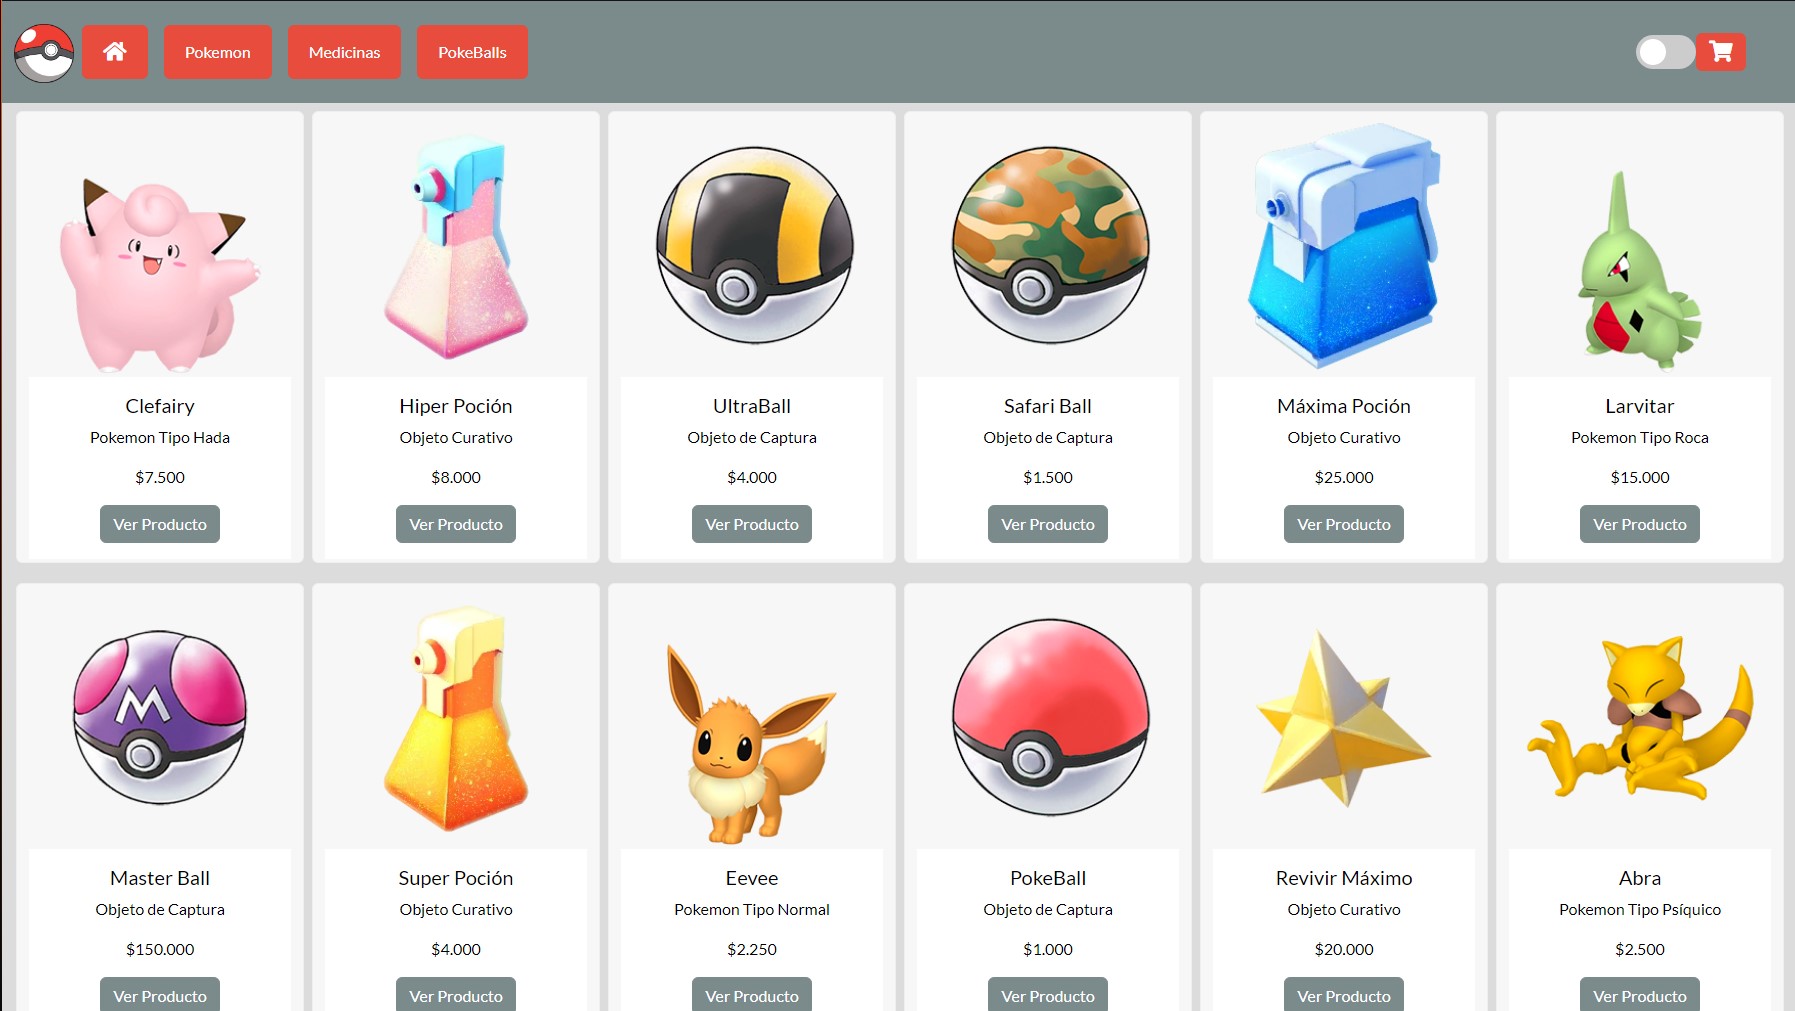 Pokemon
Medicinas
PokeBalls
Clefairy
Pokemon Tipo Hada
$7.500
Ver Producto
Hiper Poción
Objeto Curativo
$8.000
Ver Producto
UltraBall
Objeto de Captura
$4.000
Ver Producto
Safari Ball
Objeto de Captura
$1.500
Ver Producto
Máxima Poción
Objeto Curativo
$25.000
Ver Producto
Larvitar
Pokemon Tipo Roca
$15.000
Ver Producto
M
Master Ball
Objeto de Captura
$150.000
Ver Producto
Super Poción
Objeto Curativo
$4.000
Ver Producto
Eevee
Pokemon Tipo Normal
$2.250
Ver Producto
PokeBall
Objeto de Captura
$1.000
Ver Producto
Revivir Máximo
Objeto Curativo
$20.000
Ver Producto
Abra
Pokemon Tipo Psíquico
$2.500
Ver Producto